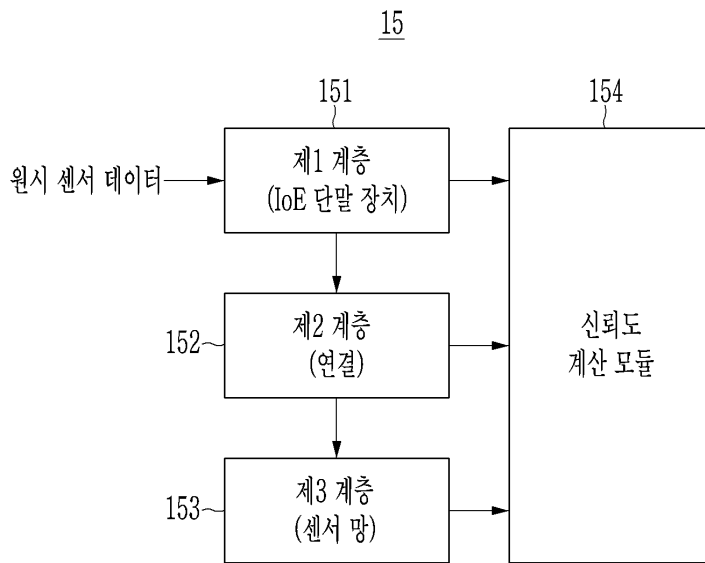 15
151
154
원시 센서 데이터
제1 계층
(IoE 단말 장치)
152
제2 계층
(연결)
신뢰도
계산 모듈
153
제3 계층
(센서 망)